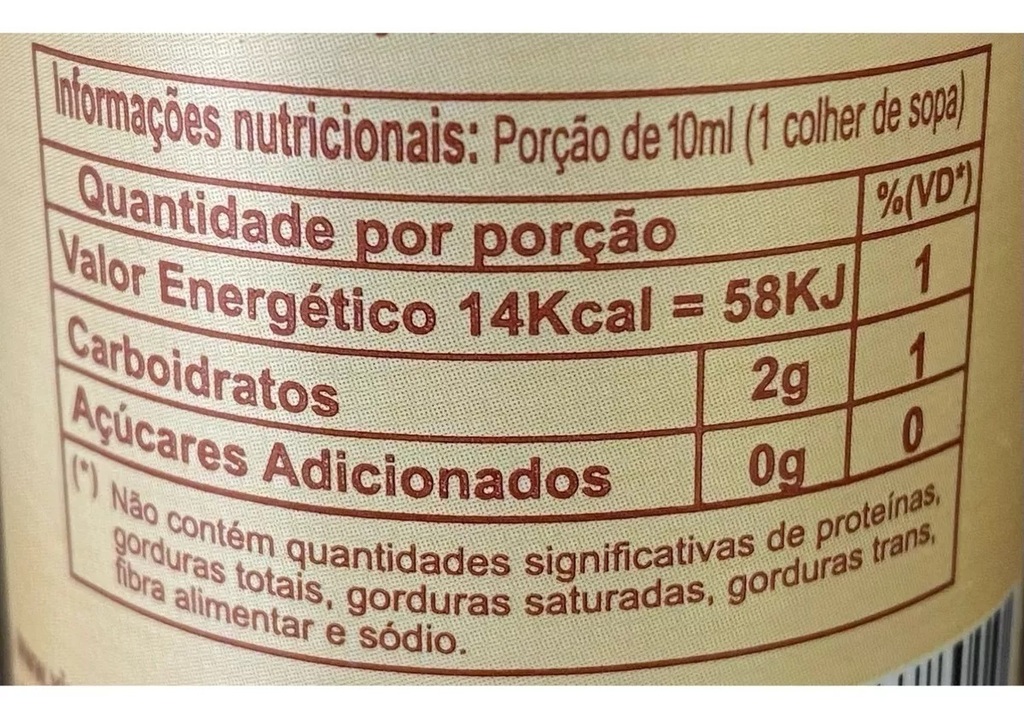 Informações nutricionais: Porção de 10ml (1 colher de sopa)
Quantidade por porção %(VD*)
Valor Energético 14Kcal = 58KJ 1
Carboidratos 2g 1
Açúcares Adicionados 0g 0
(*) Não contém quantidades significativas de proteínas,
gorduras totais, gorduras saturadas, gorduras trans,
fibra alimentar e sódio.